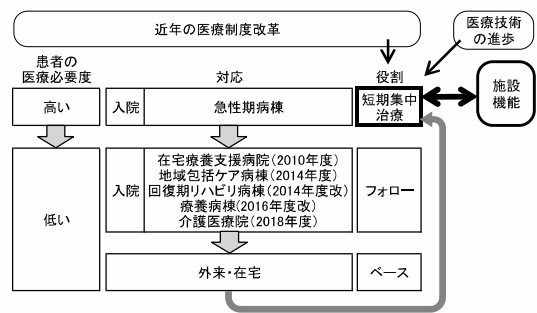 近年の医療制度改革
医療技術
の進歩
患者の
医療必要度
対応
役割
高い
入院
急性期病棟
短期集中
治療
施設
機能
低い
入院
在宅療養支援病院(2010年度)
地域包括ケア病棟(2014年度)
回復期リハビリ病棟(2014年度改)
療養病棟(2016年度改)
介護医療院(2018年度)
フォロー
外来・在宅
ベース